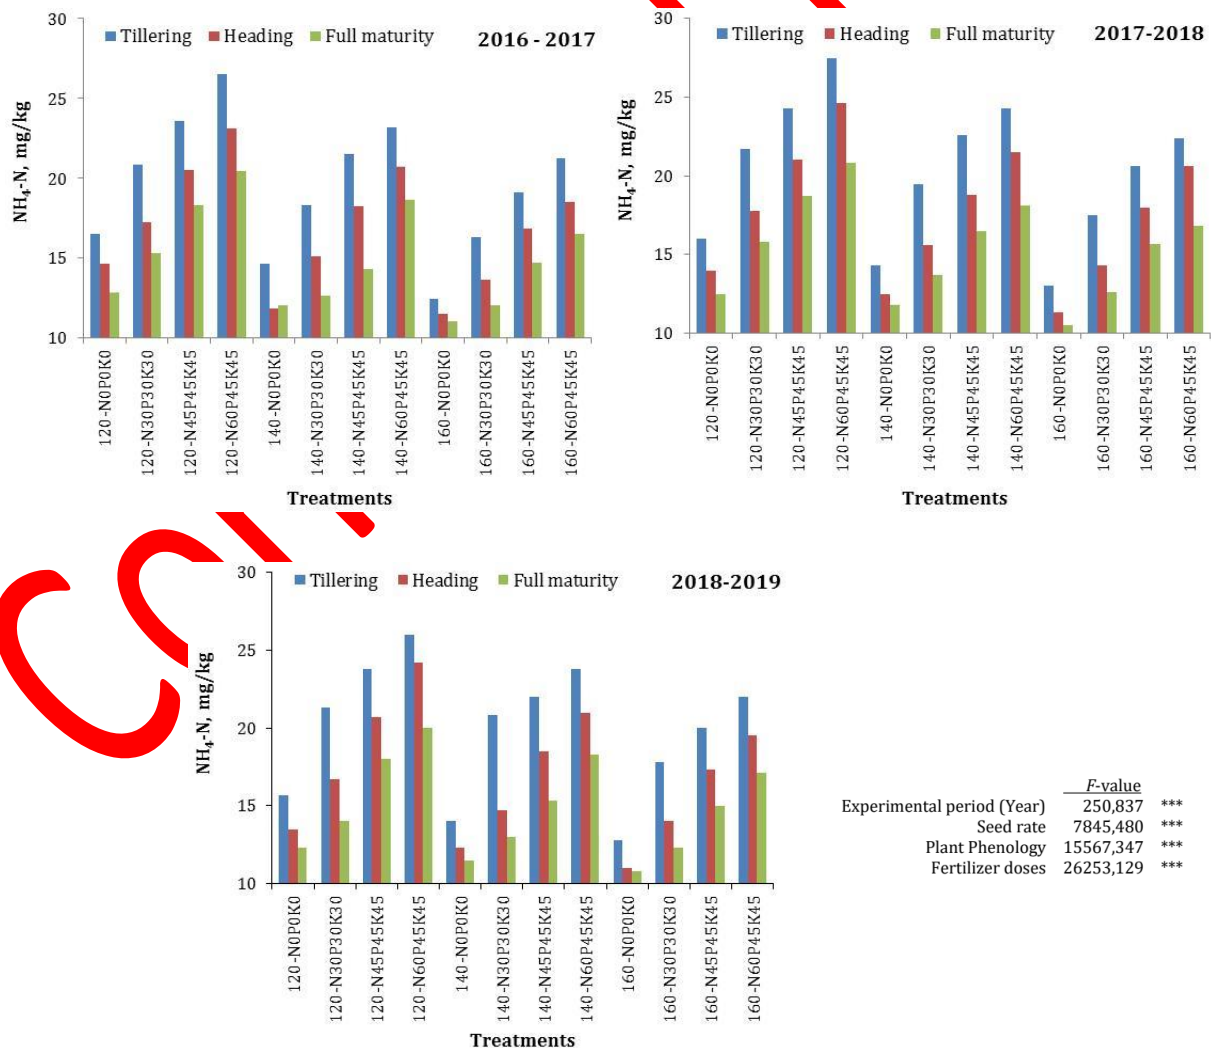 30
25
20
15
10
NH₄-N, mg/kg
Tillering Heading Full maturity
2016 - 2017
120-N0P0K0
120-N30P30K30
120-N45P45K45
120-N60P45K45
140-N0P0K0
140-N30P30K30
140-N45P45K45
140-N60P45K45
160-N0P0K0
160-N30P30K30
160-N45P45K45
160-N60P45K45
Treatments
30
25
20
15
10
NH₄-N, mg/kg
Tillering Heading Full maturity
2017-2018
120-N0P0K0
120-N30P30K30
120-N45P45K45
120-N60P45K45
140-N0P0K0
140-N30P30K30
140-N45P45K45
140-N60P45K45
160-N0P0K0
160-N30P30K30
160-N45P45K45
160-N60P45K45
Treatments
30
25
20
15
10
NH₄-N, mg/kg
Tillering Heading Full maturity
2018-2019
120-N0P0K0
120-N30P30K30
120-N45P45K45
120-N60P45K45
140-N0P0K0
140-N30P30K30
140-N45P45K45
140-N60P45K45
160-N0P0K0
160-N30P30K30
160-N45P45K45
160-N60P45K45
Treatments
F-value
Experimental period (Year) 250,837 ***
Seed rate 7845,480 ***
Plant Phenology 15567,347 ***
Fertilizer doses 26253,129 ***